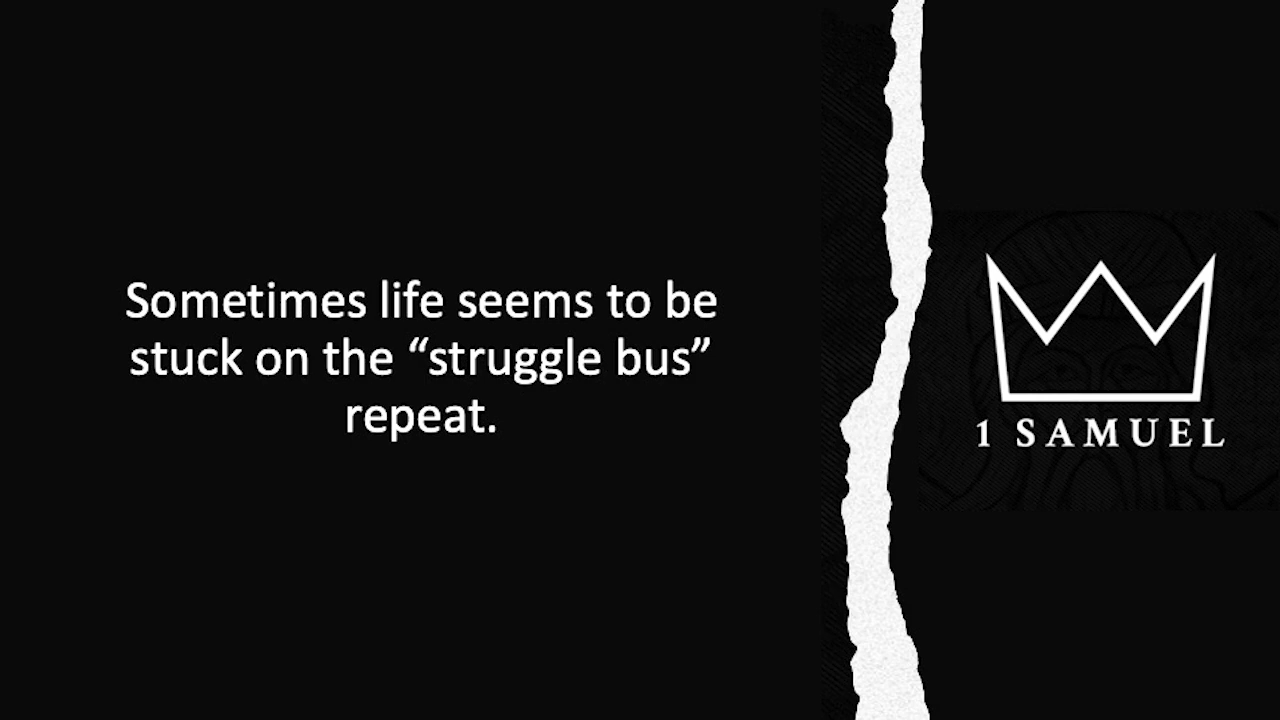 Sometimes life seems to be
stuck on the “struggle bus”
repeat.
1 SAMUEL